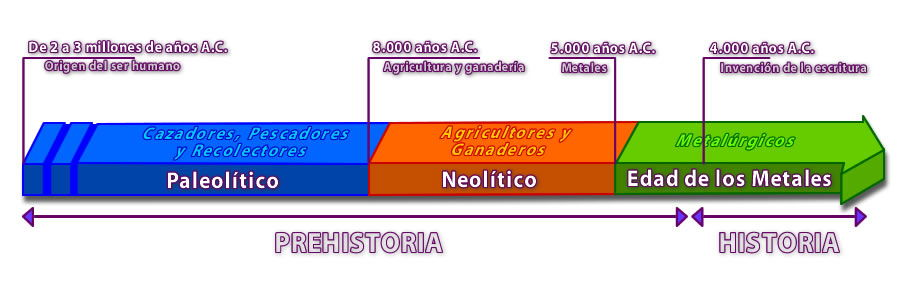 De 2 a 3 millones de años A.C.
Origen del ser humano
8.000 años A.C.
Agricultura y ganadería
5.000 años A.C.
Metales
4.000 años A.C.
Invención de la escritura
Cazadores, Pescadores
y Recolectores
Agricultores y
Ganaderos
Metalúrgicos
Paleolítico
Neolítico
Edad de los Metales
PREHISTORIA
HISTORIA